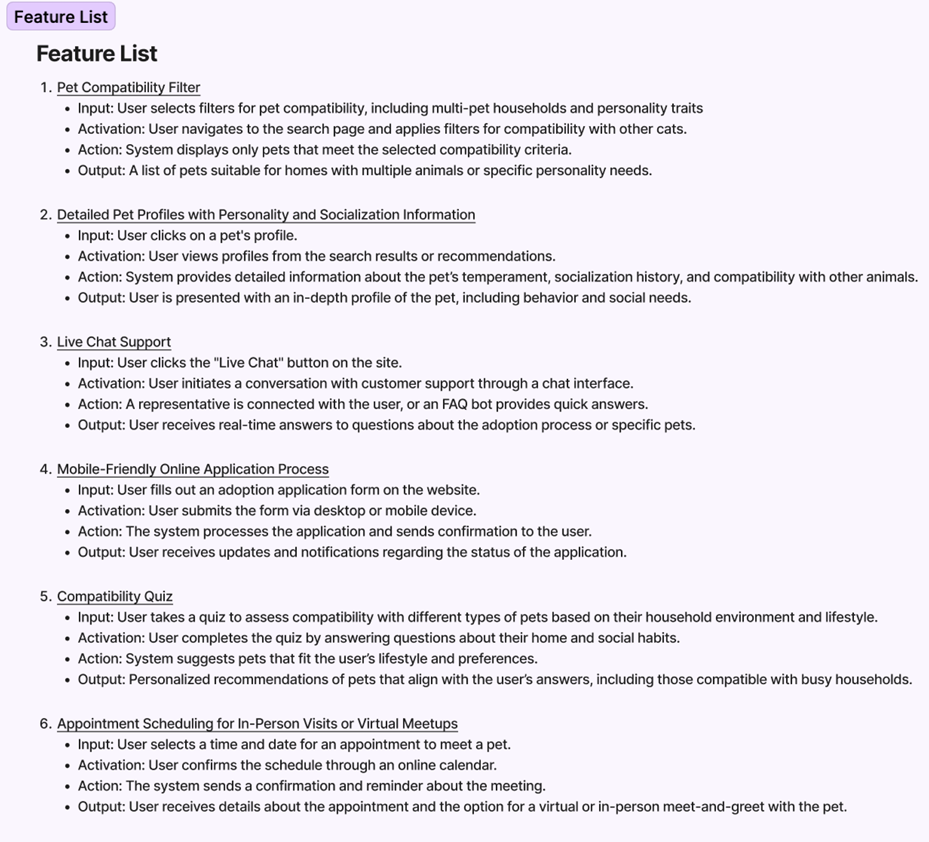 Feature List
Feature List
1. Pet Compatibility Filter
• Input: User selects filters for pet compatibility, including multi-pet households and personality traits
• Activation: User navigates to the search page and applies filters for compatibility with other cats.
• Action: System displays only pets that meet the selected compatibility criteria.
• Output: A list of pets suitable for homes with multiple animals or specific personality needs.
2. Detailed Pet Profiles with Personality and Socialization Information
• Input: User clicks on a pet's profile.
• Activation: User views profiles from the search results or recommendations.
• Action: System provides detailed information about the pet’s temperament, socialization history, and compatibility with other animals.
• Output: User is presented with an in-depth profile of the pet, including behavior and social needs.
3. Live Chat Support
• Input: User clicks the "Live Chat" button on the site.
• Activation: User initiates a conversation with customer support through a chat interface.
• Action: A representative is connected with the user, or an FAQ bot provides quick answers.
• Output: User receives real-time answers to questions about the adoption process or specific pets.
4. Mobile-Friendly Online Application Process
• Input: User fills out an adoption application form on the website.
• Activation: User submits the form via desktop or mobile device.
• Action: The system processes the application and sends confirmation to the user.
• Output: User receives updates and notifications regarding the status of the application.
5. Compatibility Quiz
• Input: User takes a quiz to assess compatibility with different types of pets based on their household environment and lifestyle.
• Activation: User completes the quiz by answering questions about their home and social habits.
• Action: System suggests pets that fit the user’s lifestyle and preferences.
• Output: Personalized recommendations of pets that align with the user’s answers, including those compatible with busy households.
6. Appointment Scheduling for In-Person Visits or Virtual Meetups
• Input: User selects a time and date for an appointment to meet a pet.
• Activation: User confirms the schedule through an online calendar.
• Action: The system sends a confirmation and reminder about the meeting.
• Output: User receives details about the appointment and the option for a virtual or in-person meet-and-greet with the pet.